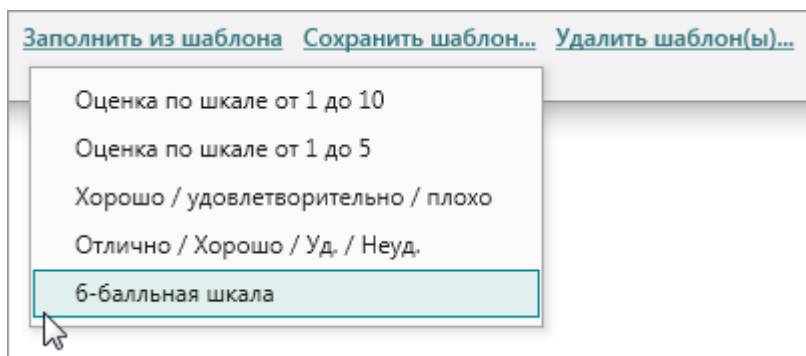 Заполнить из шаблона Сохранить шаблон... Удалить шаблон(ы)...
Оценка по шкале от 1 до 10
Оценка по шкале от 1 до 5
Хорошо / удовлетворительно / плохо
Отлично / Хорошо / Уд. / Неуд.
6-балльная шкала